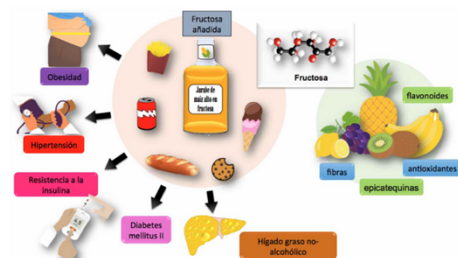 Fructosa
añadida
Jarabe de
maíz alto en
fructosa
Fructosa
Obesidad
Hipertensión
Resistencia a la
insulina
Diabetes
mellitus II
Hígado graso no-
alcohólico
flavonoides
fibras
antioxidantes
epicatequinas